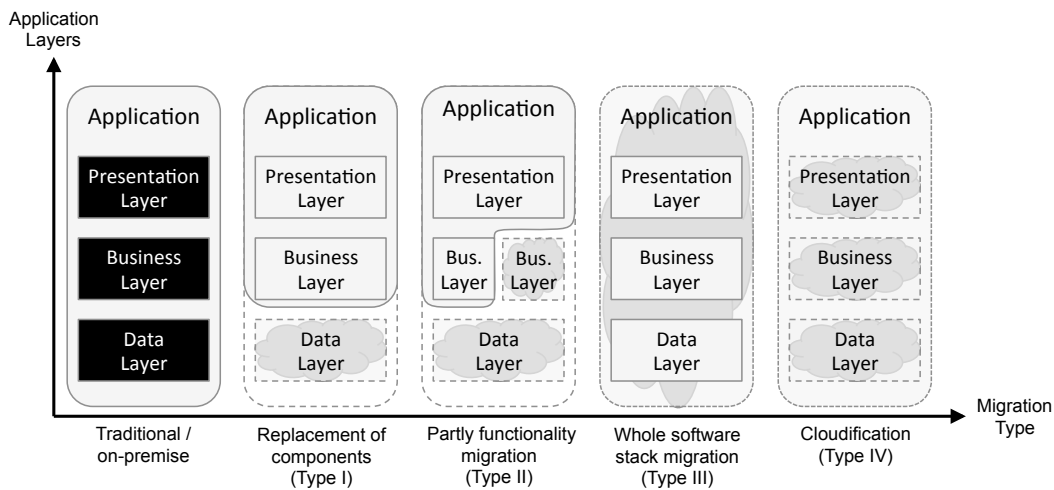 Application
Layers
Application
Presentation
Layer
Business
Layer
Data
Layer
Application
Presentation
Layer
Business
Layer
Data
Layer
Application
Presentation
Layer
Bus.
Layer
Bus.
Layer
Data
Layer
Application
Presentation
Layer
Business
Layer
Data
Layer
Application
Presentation
Layer
Business
Layer
Data
Layer
Migration
Type
Traditional /
on-premise
Replacement of
components
(Type I)
Partly functionality
migration
(Type II)
Whole software
stack migration
(Type III)
Cloudification
(Type IV)